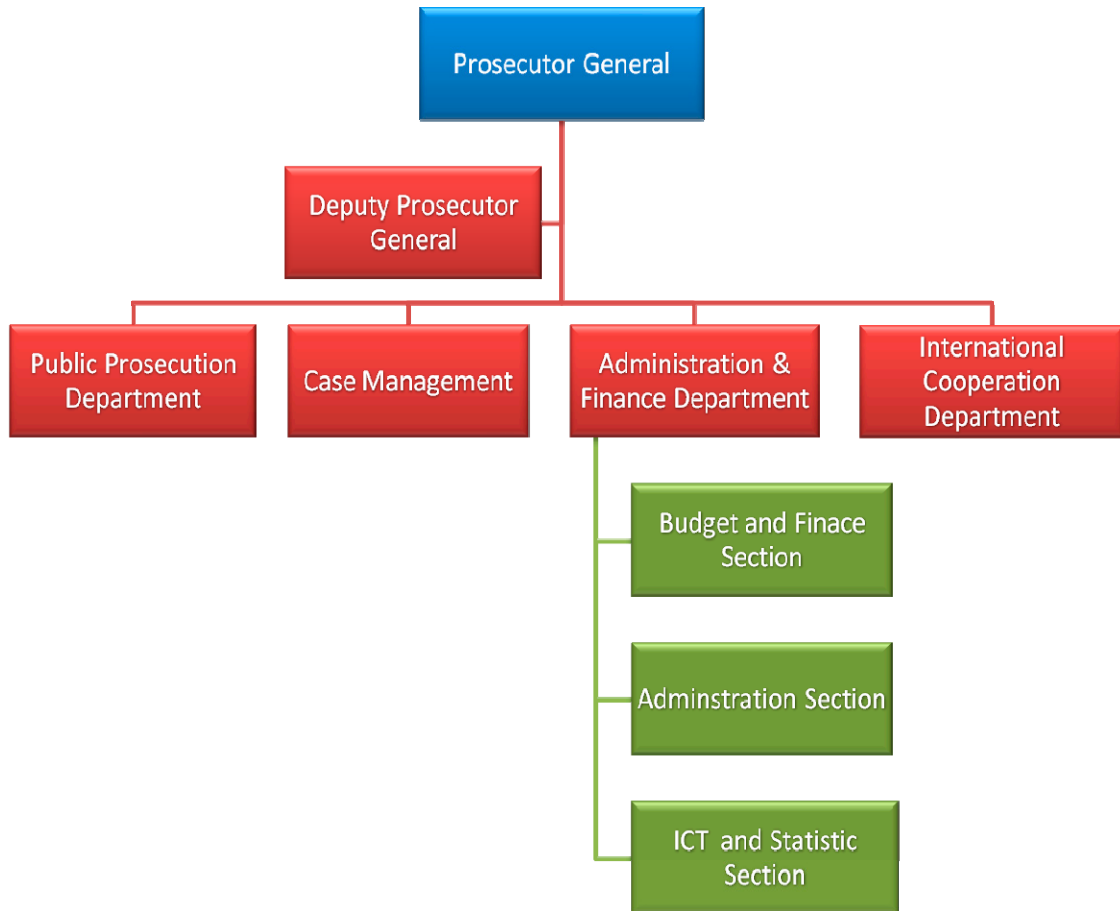 Prosecutor General
Deputy Prosecutor
General
Public Prosecution
Department
Case Management
Administration &
Finance Department
International
Cooperation
Department
Budget and Finace
Section
Adminstration Section
ICT and Statistic
Section